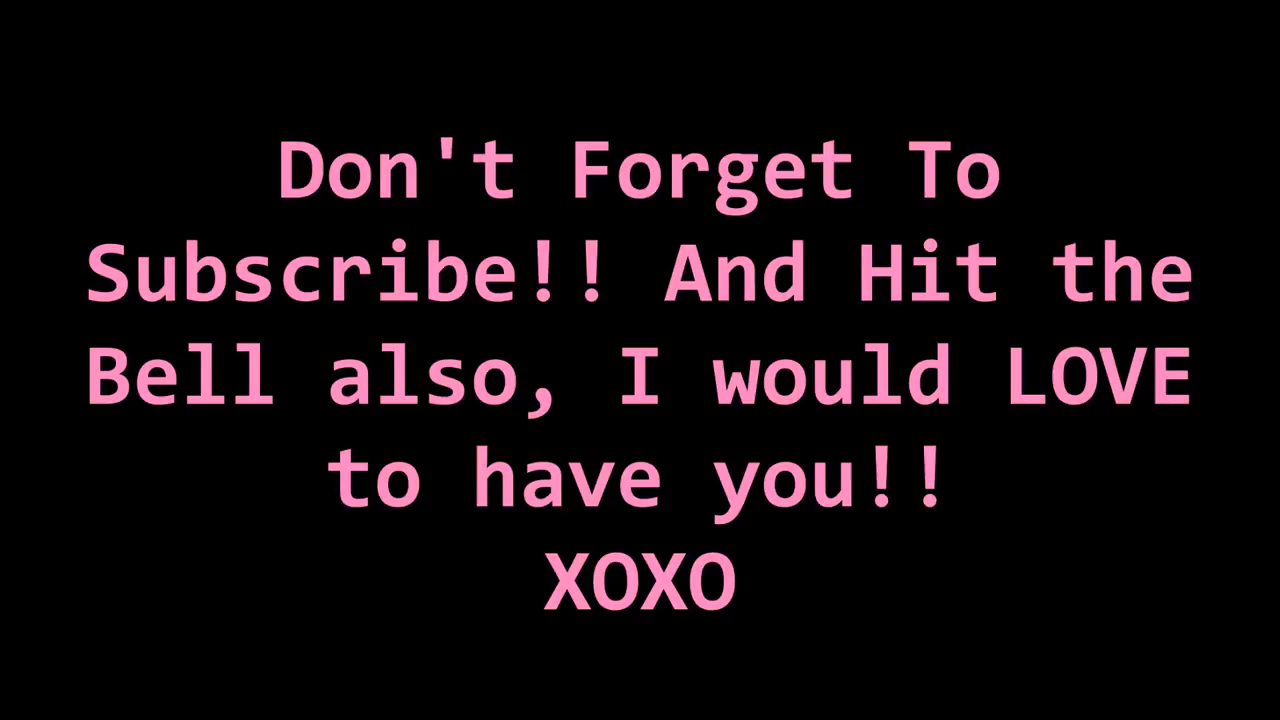 Don't Forget To
Subscribe!! And Hit the
Bell also, I would LOVE
to have you!!
XOXO